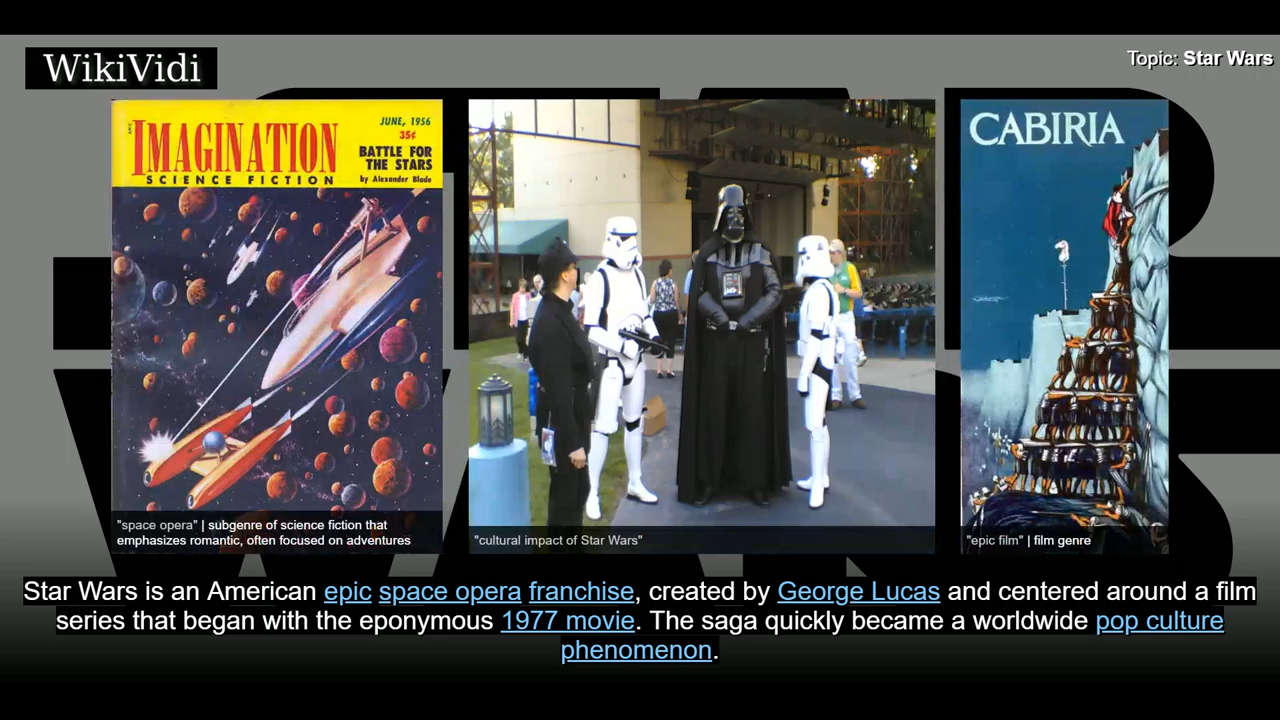 WikiVidi
Topic: Star Wars
IMAGINATION
SCIENCE FICTION
JUNE, 1956
35¢
BATTLE FOR
THE STARS
by Alexander Blade
"space opera" | subgenre of science fiction that
emphasizes romantic, often focused on adventures
"cultural impact of Star Wars"
CABIRIA
"epic film" | film genre
Star Wars is an American epic space opera franchise, created by George Lucas and centered around a film
series that began with the eponymous 1977 movie. The saga quickly became a worldwide pop culture
phenomenon.